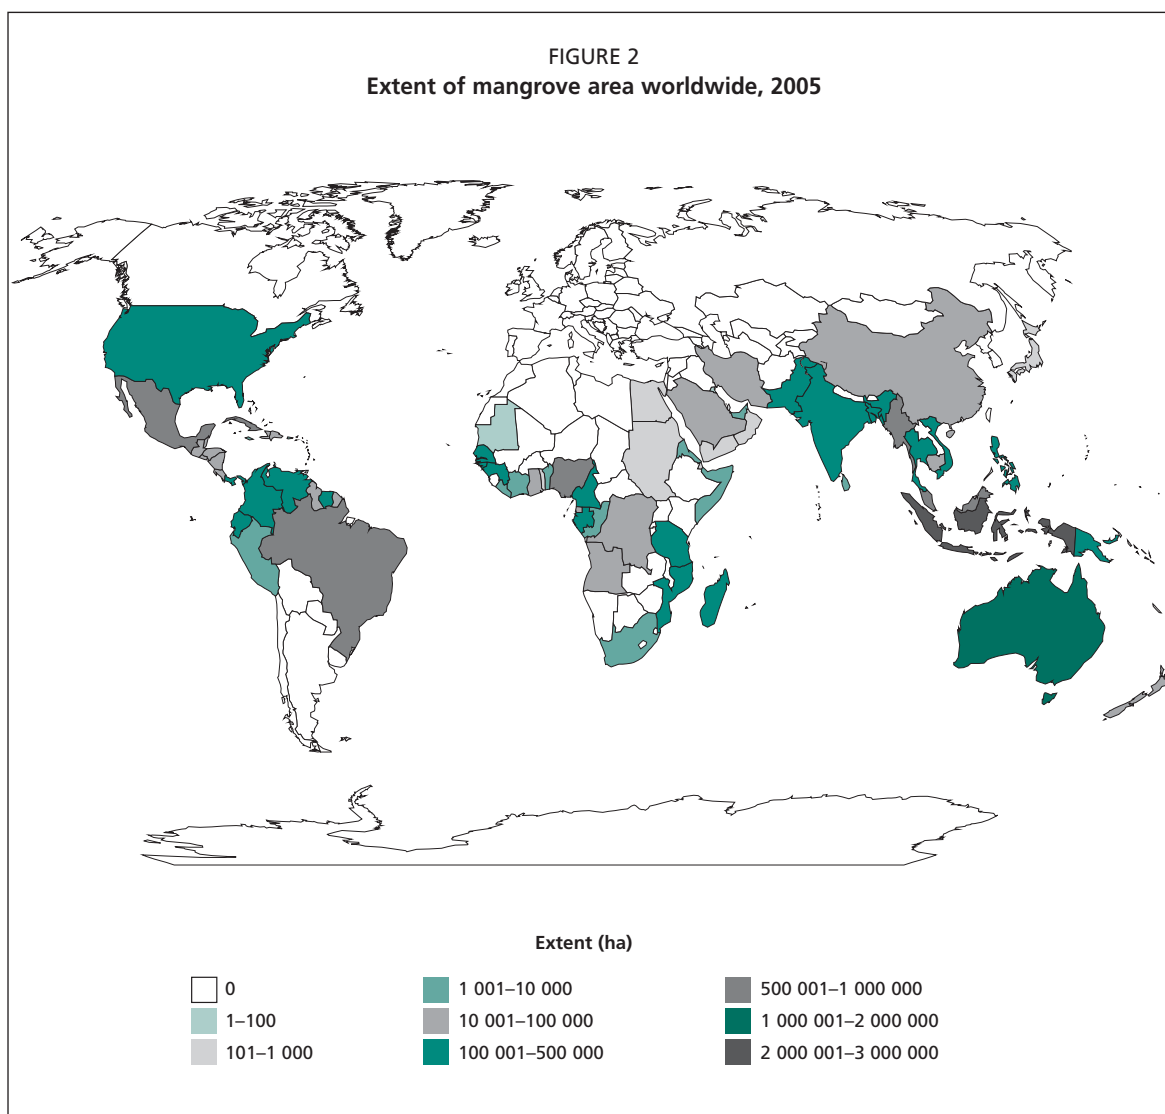 FIGURE 2
Extent of mangrove area worldwide, 2005
Extent (ha)
0
1–100
101–1 000
1 001–10 000
10 001–100 000
100 001–500 000
500 001–1 000 000
1 000 001–2 000 000
2 000 001–3 000 000